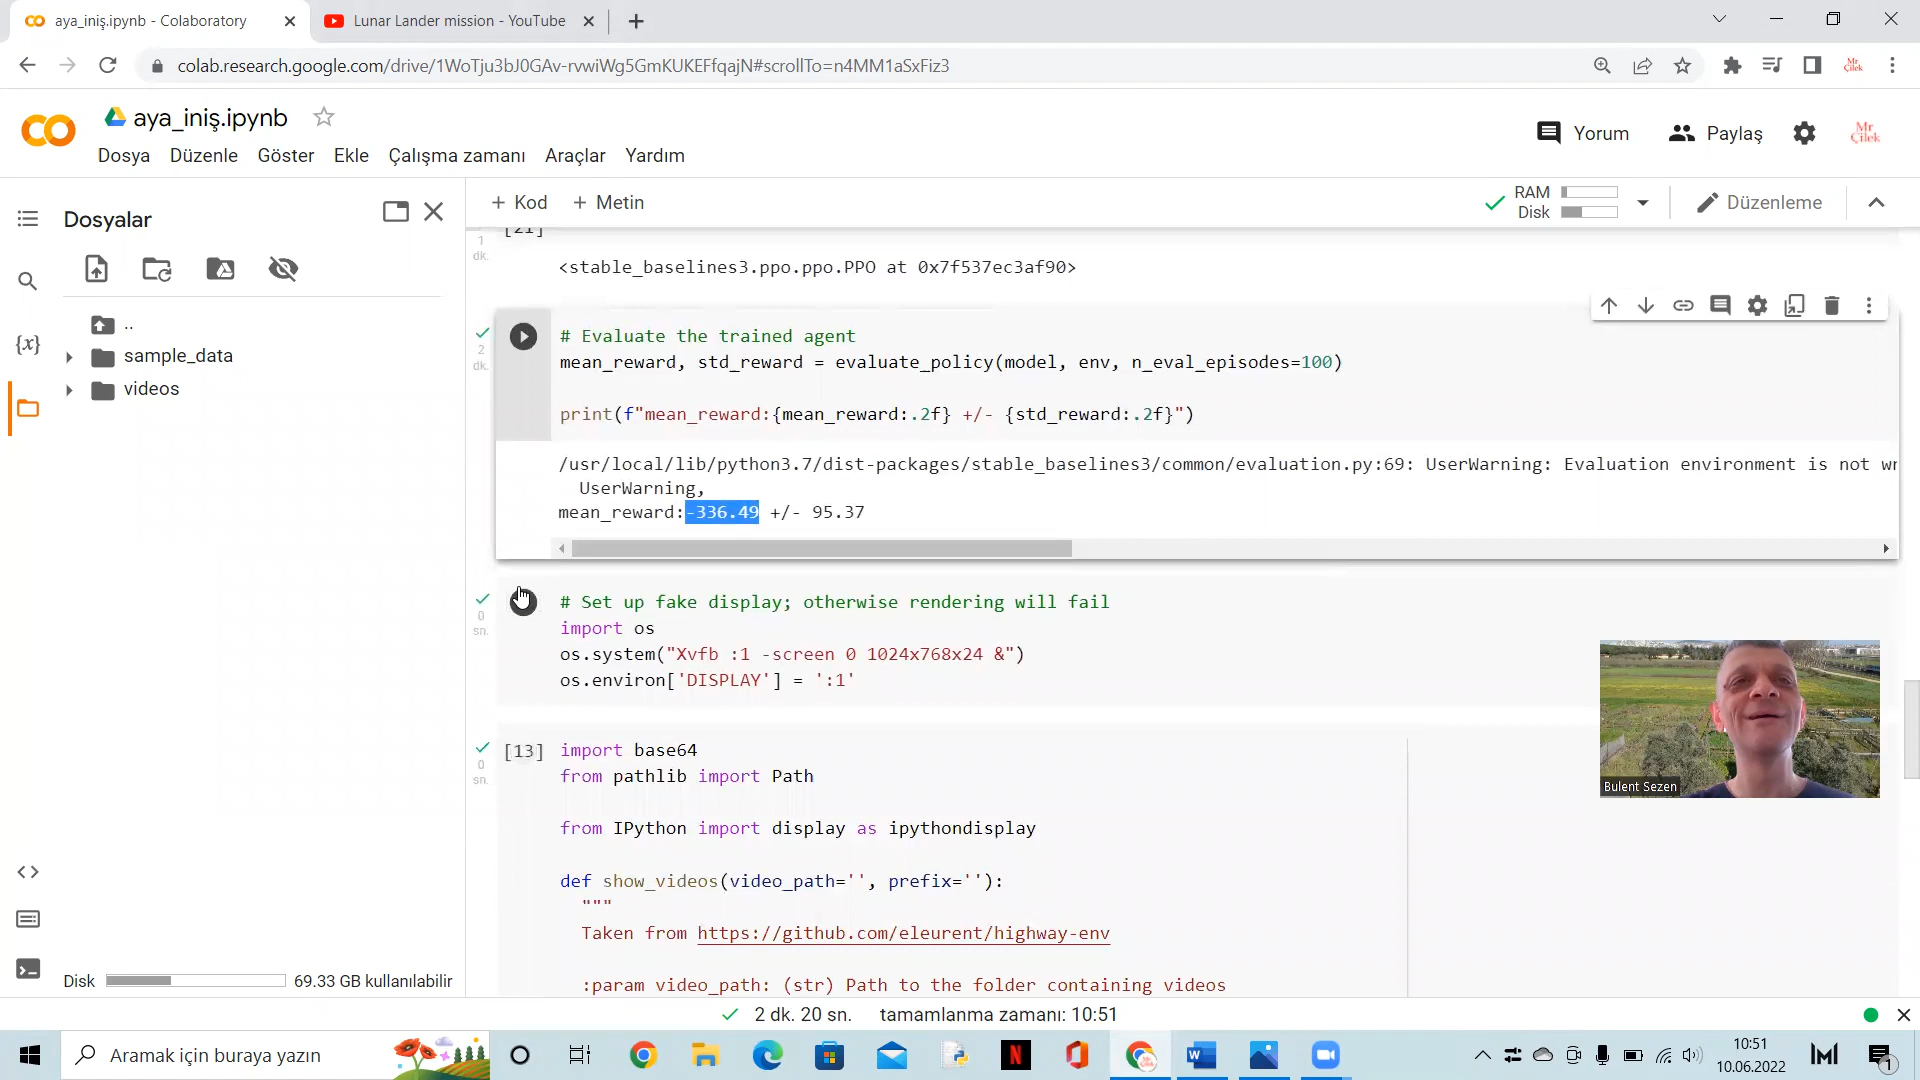 aya_iniş.ipynb - Colaboratory
Lunar Lander mission - YouTube
colab.research.google.com/drive/1WoTju3bJ0GAv-rvwiWg5GmKUKEFfqajN#scrollTo=n4MM1aSxFiz3
Mr Çilek
aya_iniş.ipynb
Yorum
Paylaş
Mr Çilek
Dosya Düzenle Göster Ekle Çalışma zamanı Araçlar Yardım
Dosyalar
+ Kod + Metin
RAM
Disk
Düzenleme
..
sample_data
videos
{x}
Disk
69.33 GB kullanılabilir
[21]
1
dk.
<stable_baselines3.ppo.ppo.PPO at 0x7f537ec3af90>
2
dk.
# Evaluate the trained agent
mean_reward, std_reward = evaluate_policy(model, env, n_eval_episodes=100)
print(f"mean_reward:{mean_reward:.2f} +/- {std_reward:.2f}")
/usr/local/lib/python3.7/dist-packages/stable_baselines3/common/evaluation.py:69: UserWarning: Evaluation environment is not wr
UserWarning,
mean_reward:-336.49 +/- 95.37
0
sn.
# Set up fake display; otherwise rendering will fail
import os
os.system("Xvfb :1 -screen 0 1024x768x24 &")
os.environ['DISPLAY'] = ':1'
0
sn.
[13]
import base64
from pathlib import Path
from IPython import display as ipythondisplay
def show_videos(video_path='', prefix=''):
"""
Taken from https://github.com/eleurent/highway-env
:param video_path: (str) Path to the folder containing videos
Bulent Sezen
2 dk. 20 sn. tamamlanma zamanı: 10:51
Aramak için buraya yazın
10:51
10.06.2022
1